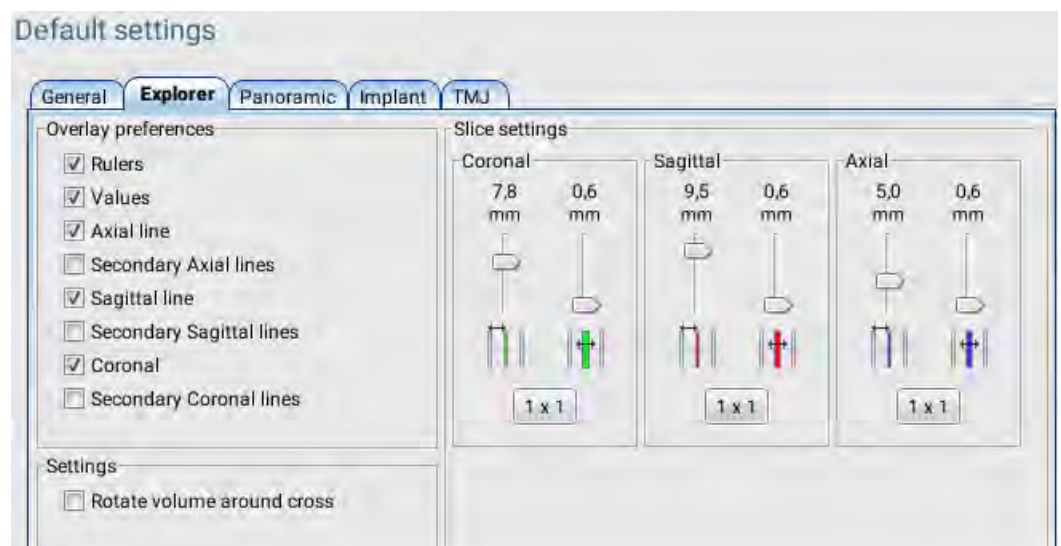 Default settings
General Explorer Panoramic Implant TMJ
Overlay preferences
Rulers
Values
Axial line
Secondary Axial lines
Sagittal line
Secondary Sagittal lines
Coronal
Secondary Coronal lines
Settings
Rotate volume around cross
Slice settings
Coronal
7,8 0,6
mm mm
1 x 1
Sagittal
9,5 0,6
mm mm
1 x 1
Axial
5,0 0,6
mm mm
1 x 1